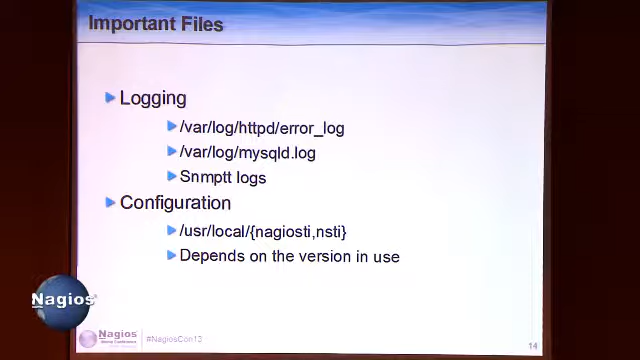 Important Files
Logging
/var/log/httpd/error_log
/var/log/mysqld.log
Snmptt logs
Configuration
/usr/local/{nagiosti,nsti}
Depends on the version in use
Nagios
Nagios
#NagiosCon13
14